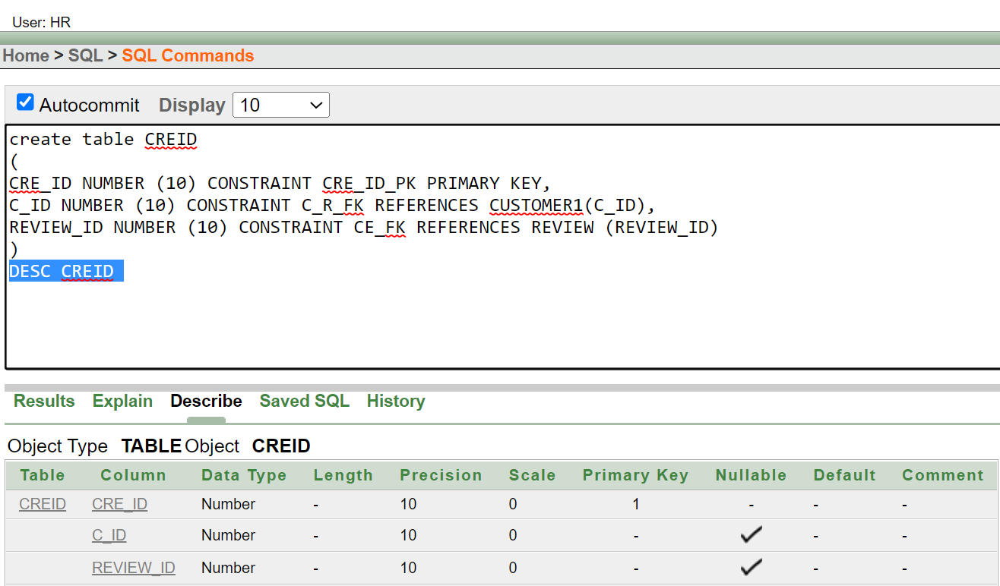 User: HR
Home > SQL > SQL Commands
Autocommit Display 10
create table CREID
(
CRE_ID NUMBER (10) CONSTRAINT CRE_ID_PK PRIMARY KEY,
C_ID NUMBER (10) CONSTRAINT C_R_FK REFERENCES CUSTOMER1(C_ID),
REVIEW_ID NUMBER (10) CONSTRAINT CE_FK REFERENCES REVIEW (REVIEW_ID)
)
DESC CREID
Results Explain Describe Saved SQL History
Object Type TABLE Object CREID
Table Column Data Type Length Precision Scale Primary Key Nullable Default Comment
CREID CRE_ID Number - 10 0 1 - - -
C_ID Number - 10 0 - - -
REVIEW_ID Number - 10 0 - - -